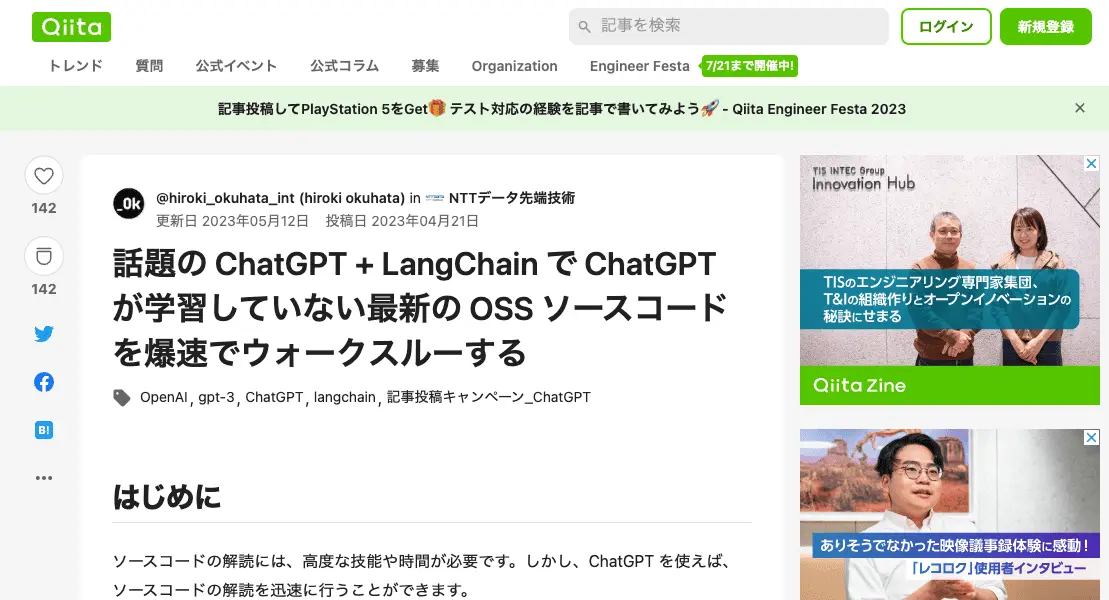 Qiita
記事を検索
ログイン
新規登録
トレンド 質問 公式イベント 公式コラム 募集 Organization Engineer Festa 7/21まで開催中!
記事投稿してPlayStation 5をGet🎁 テスト対応の経験を記事で書いてみよう🚀 - Qiita Engineer Festa 2023
142
142
B!
_Ok
@hiroki_okuhata_int (hiroki okuhata) in NTTデータ先端技術
更新日 2023年05月12日 投稿日 2023年04月21日
話題の ChatGPT + LangChain で ChatGPT
が学習していない最新の OSS ソースコード
を爆速でウォークスルーする
OpenAI, gpt-3, ChatGPT, langchain, 記事投稿キャンペーン_ChatGPT
はじめに
ソースコードの解読には、高度な技能や時間が必要です。しかし、ChatGPT を使えば、
ソースコードの解読を迅速に行うことができます。
TIS INTEC Group
Innovation Hub
TISのエンジニアリング専門家集団、
T&Iの組織作りとオープンイノベーションの
秘訣にせまる
Qiita Zine
ありそうでなかった映像議事録体験に感動!
「レコロク」使用者インタビュー